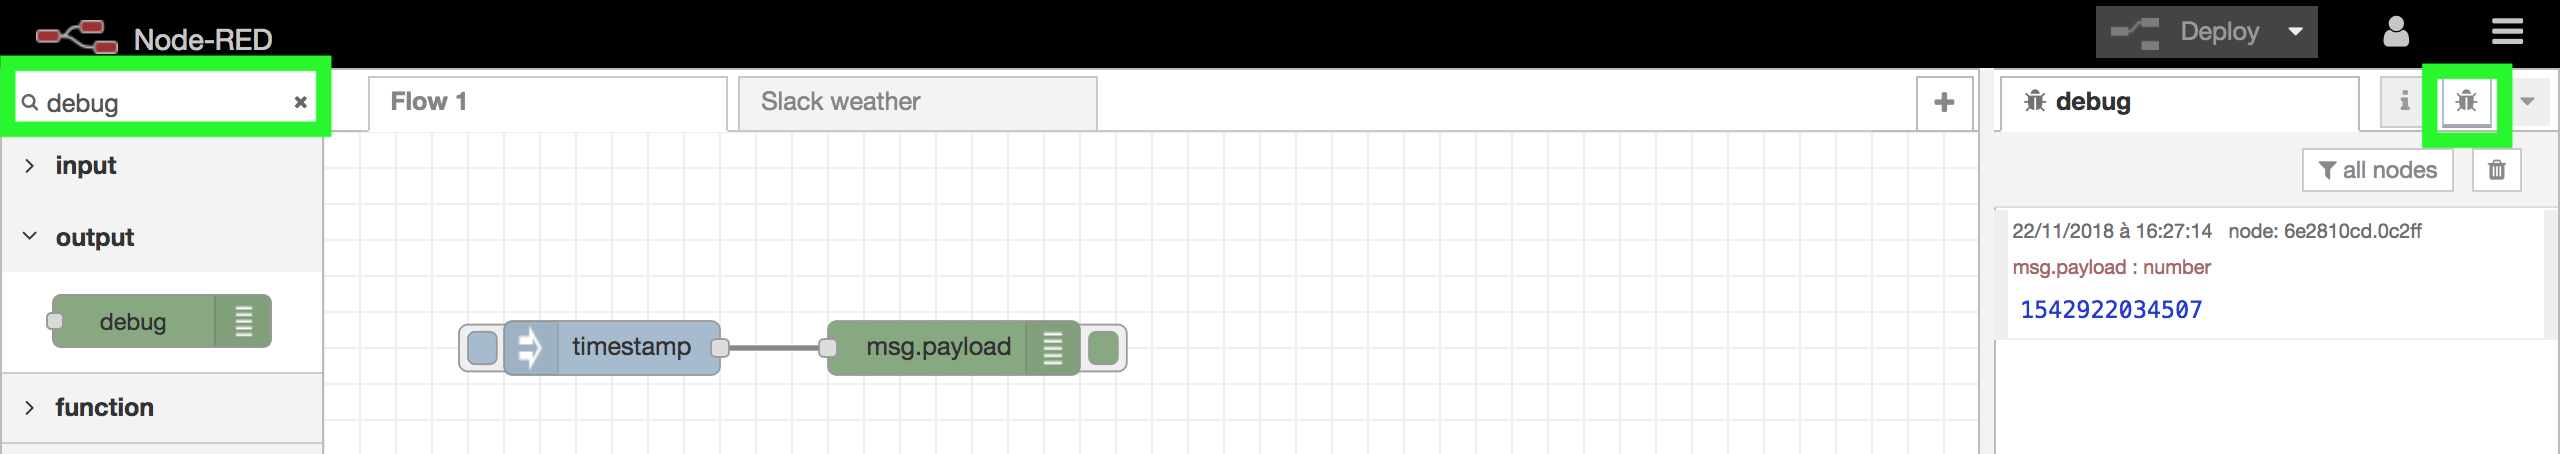 Node-RED
Deploy
debug
Flow 1
Slack weather
debug
input
all nodes
output
22/11/2018 à 16:27:14 node: 6e2810cd.0c2ff
msg.payload : number
1542922034507
debug
timestamp
msg.payload
function